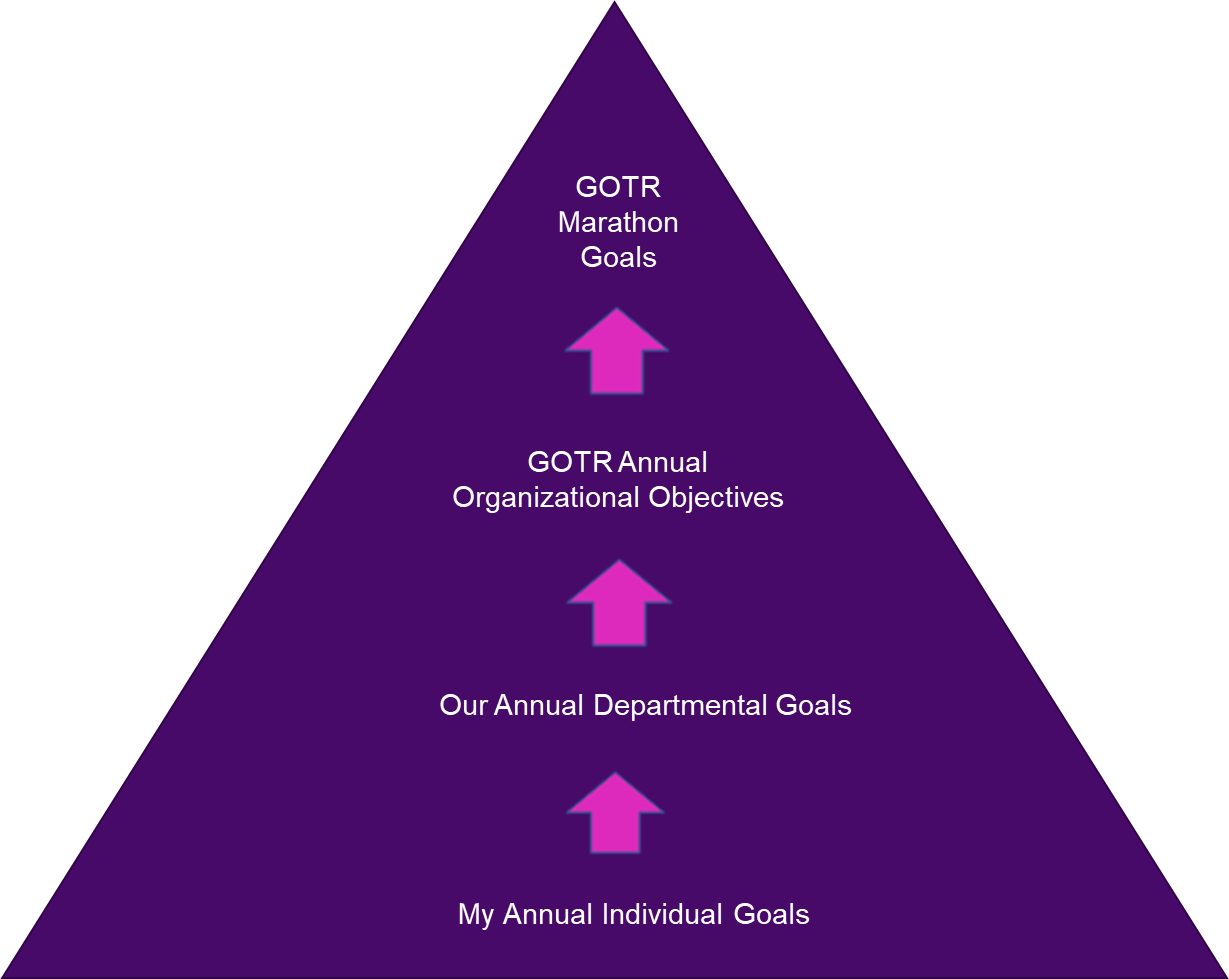 GOTR
Marathon
Goals
GOTR Annual
Organizational Objectives
Our Annual Departmental Goals
My Annual Individual Goals